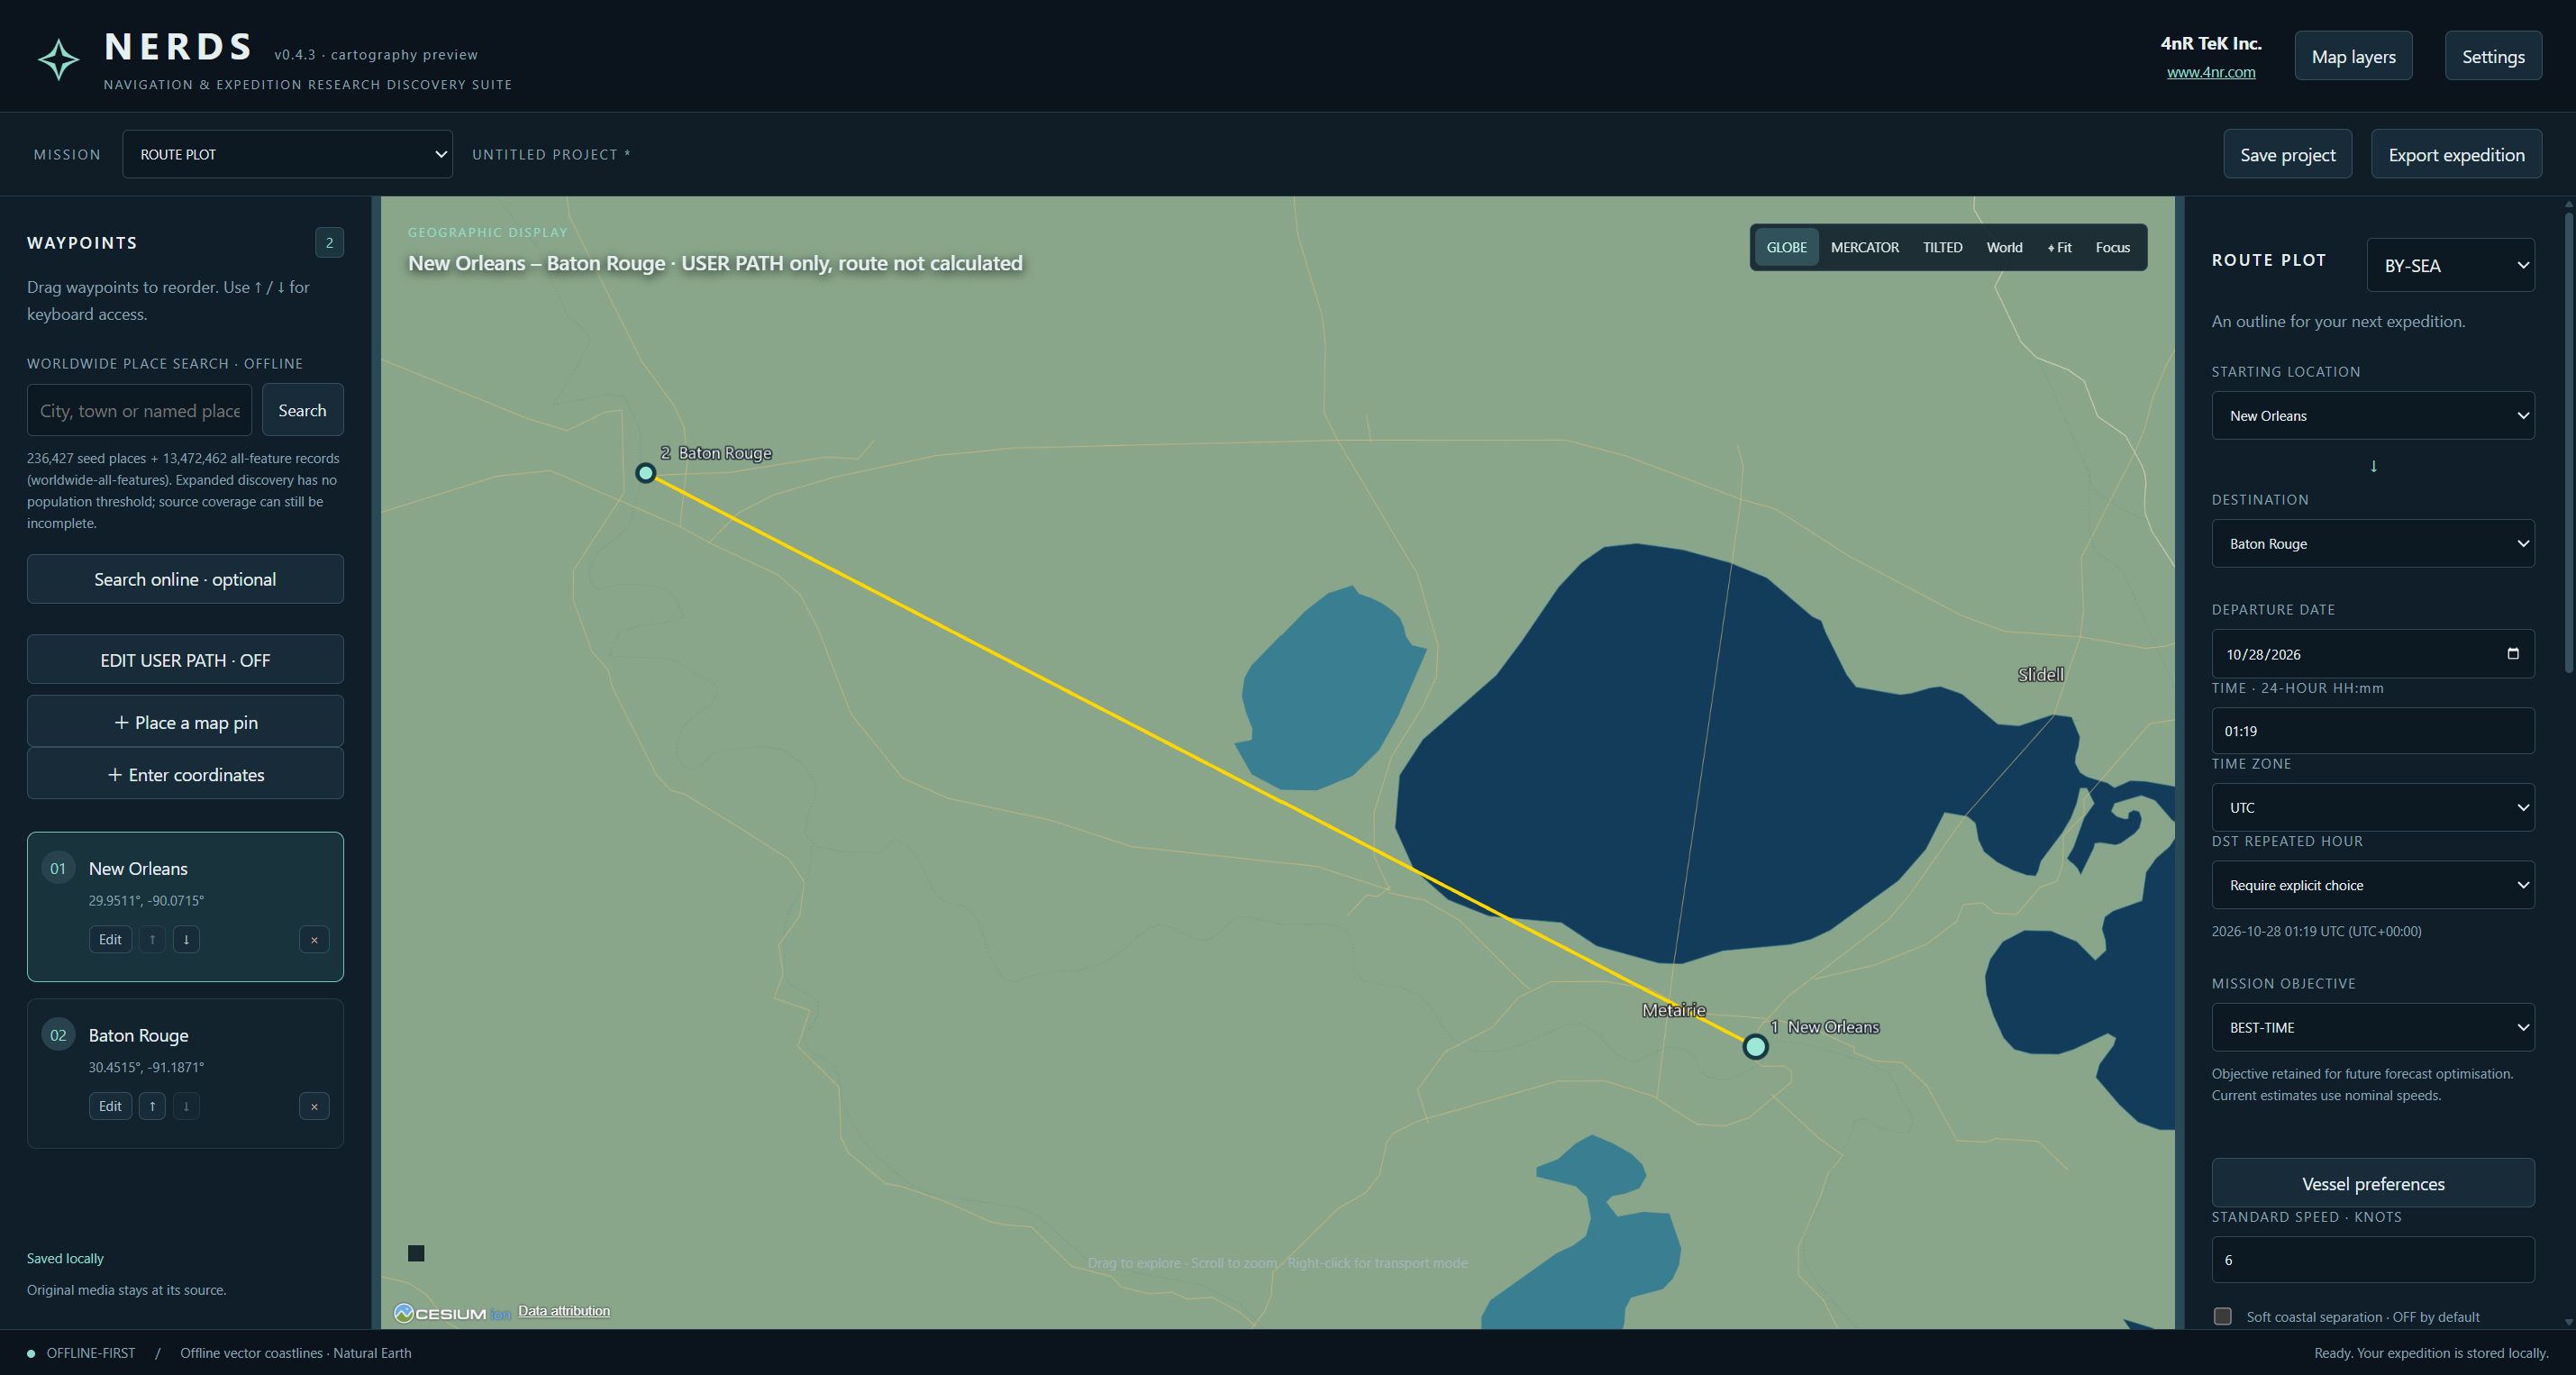 NERDS v0.4.3 · cartography preview
NAVIGATION & EXPEDITION RESEARCH DISCOVERY SUITE
4nR TeK Inc.
www.4nr.com
Map layers
Settings
MISSION
ROUTE PLOT
UNTITLED PROJECT *
Save project
Export expedition
WAYPOINTS
2
Drag waypoints to reorder. Use ↑ / ↓ for
keyboard access.
WORLDWIDE PLACE SEARCH · OFFLINE
City, town or named place
Search
236,427 seed places + 13,472,462 all-feature records
(worldwide-all-features). Expanded discovery has no
population threshold; source coverage can still be
incomplete.
Search online · optional
EDIT USER PATH · OFF
+ Place a map pin
+ Enter coordinates
01
New Orleans
29.9511°, -90.0715°
Edit ↑ ↓ ×
02
Baton Rouge
30.4515°, -91.1871°
Edit ↑ ↓ ×
Saved locally
Original media stays at its source.
GEOGRAPHIC DISPLAY
New Orleans – Baton Rouge · USER PATH only, route not calculated
GLOBE MERCATOR TILTED World ⌖ Fit Focus
2 Baton Rouge
Slidell
Metairie
1 New Orleans
Drag to explore · Scroll to zoom · Right-click for transport mode
CESIUM ion Data attribution
ROUTE PLOT
BY-SEA
An outline for your next expedition.
STARTING LOCATION
New Orleans
↓
DESTINATION
Baton Rouge
DEPARTURE DATE
10/28/2026
TIME · 24-HOUR HH:mm
01:19
TIME ZONE
UTC
DST REPEATED HOUR
Require explicit choice
2026-10-28 01:19 UTC (UTC+00:00)
MISSION OBJECTIVE
BEST-TIME
Objective retained for future forecast optimisation.
Current estimates use nominal speeds.
Vessel preferences
STANDARD SPEED · KNOTS
6
Soft coastal separation · OFF by default
OFFLINE-FIRST / Offline vector coastlines · Natural Earth
Ready. Your expedition is stored locally.